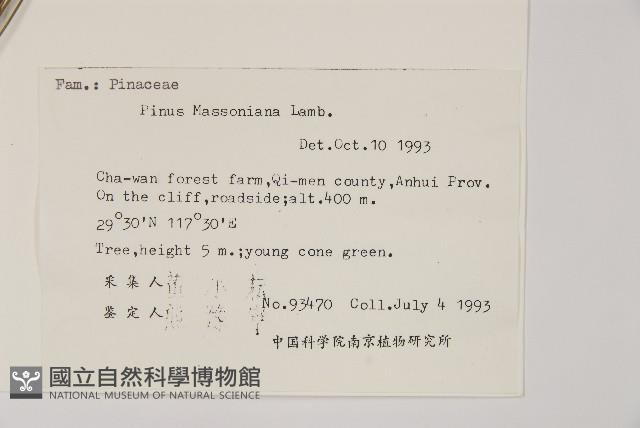 Fam.: Pinaceae
Pinus Massoniana Lamb.
Det.Oct.10 1993
Cha-wan forest farm,Qi-men county,Anhui Prov.
On the cliff,roadside;alt.400 m.
29°30'N 117°30'E
Tree,height 5 m.;young cone green.
采集人
鉴定人
No.93470 Coll.July 4 1993
中国科学院南京植物研究所
國立自然科學博物館
NATIONAL MUSEUM OF NATURAL SCIENCE